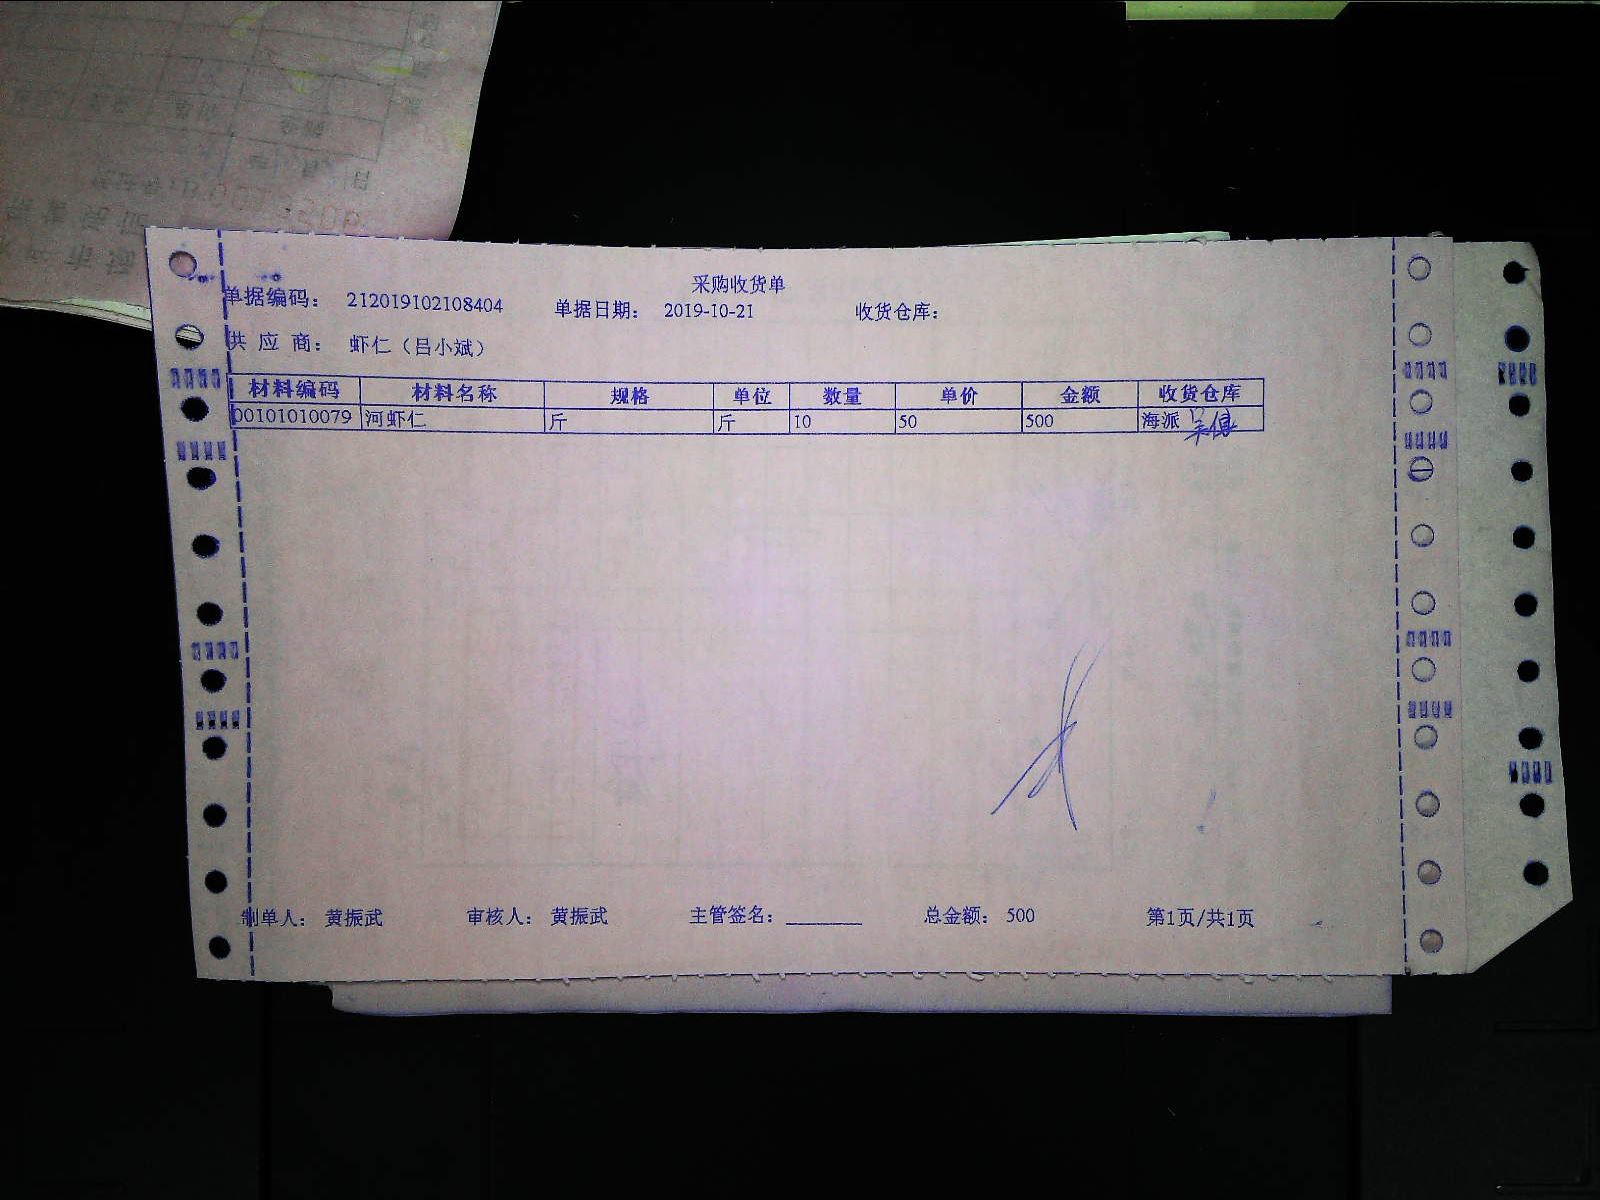 采购收货单
单据编码： 212019102108404 单据日期： 2019-10-21 收货仓库：
供 应 商： 虾仁（吕小斌）
材料编码 材料名称 规格 单位 数量 单价 金额 收货仓库
00101010079 河虾仁 斤 斤 10 50 500 海派
制单人： 黄振武 审核人： 黄振武 主管签名： 总金额： 500 第1页/共1页